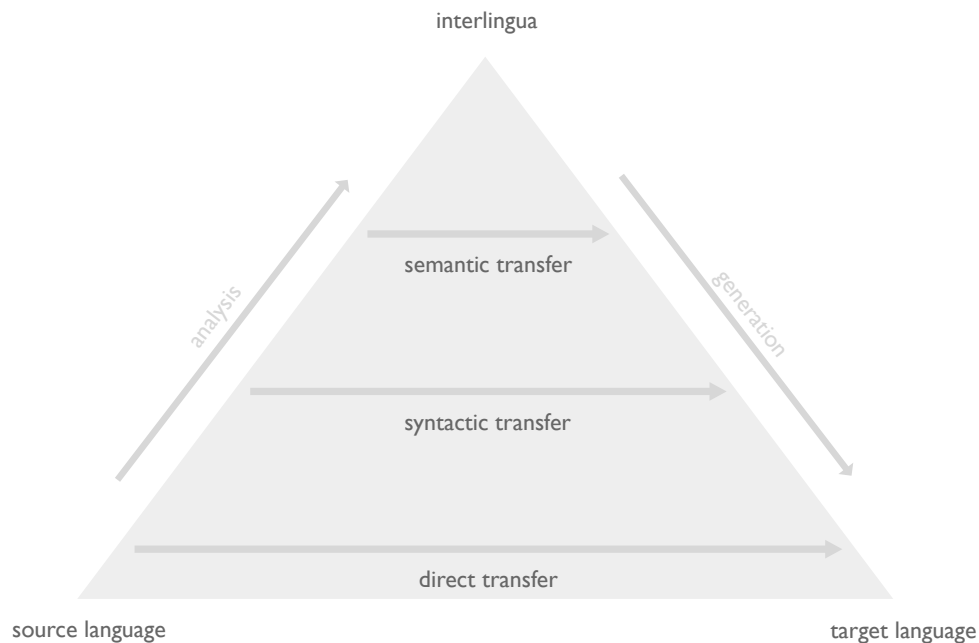 interlingua
semantic transfer
analysis
generation
syntactic transfer
direct transfer
source language
target language